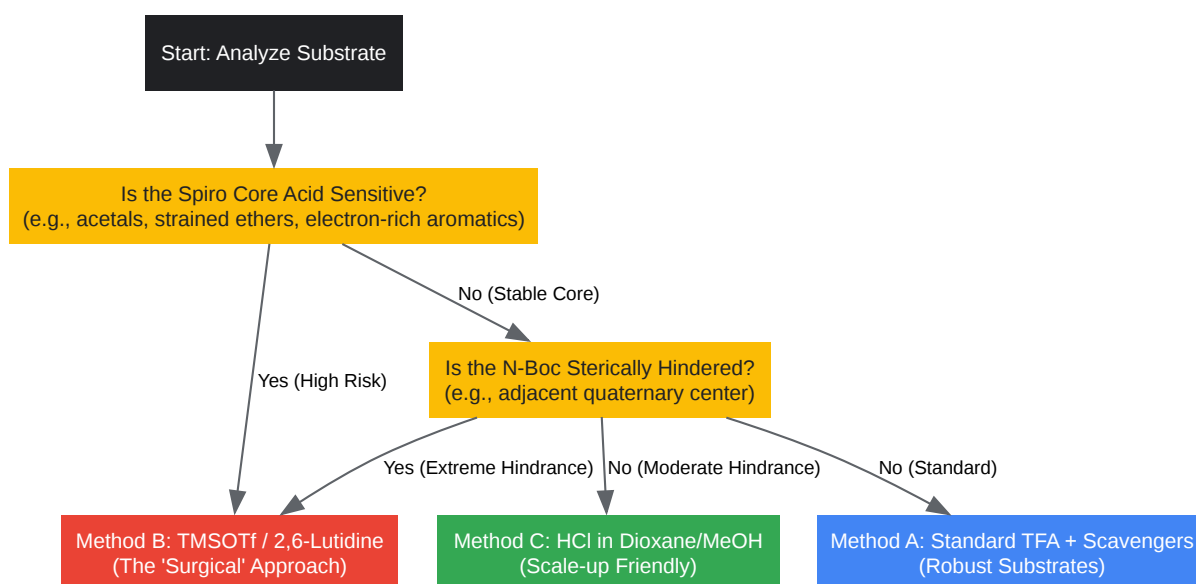 Start: Analyze Substrate
Is the Spiro Core Acid Sensitive?
(e.g., acetals, strained ethers, electron-rich aromatics)
No (Stable Core)
Is the N-Boc Sterically Hindered?
(e.g., adjacent quaternary center)
Yes (High Risk)
Yes (Extreme Hindrance)
No (Moderate Hindrance)
No (Standard)
Method B: TMSOTf / 2,6-Lutidine
(The 'Surgical' Approach)
Method C: HCl in Dioxane/MeOH
(Scale-up Friendly)
Method A: Standard TFA + Scavengers
(Robust Substrates)